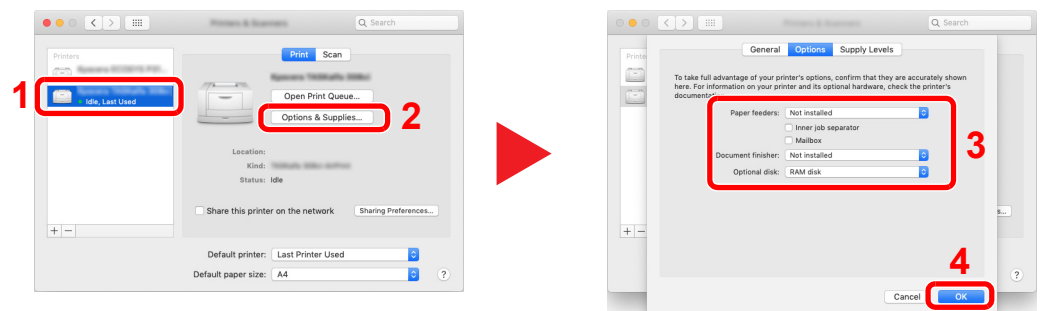 Search
Printers
Print Scan
1
Idle, Last Used
Open Print Queue...
Options & Supplies...
2
Location:
Kind:
Status: Idle
Share this printer on the network
Sharing Preferences...
+ −
Default printer: Last Printer Used
Default paper size: A4
?
Search
General Options Supply Levels
To take full advantage of your printer's options, confirm that they are accurately shown
here. For information on your printer and its optional hardware, check the printer's
Paper feeders: Not installed
Inner job separator
Mailbox
Document finisher: Not installed
Optional disk: RAM disk
3
+ −
4
?
Cancel OK